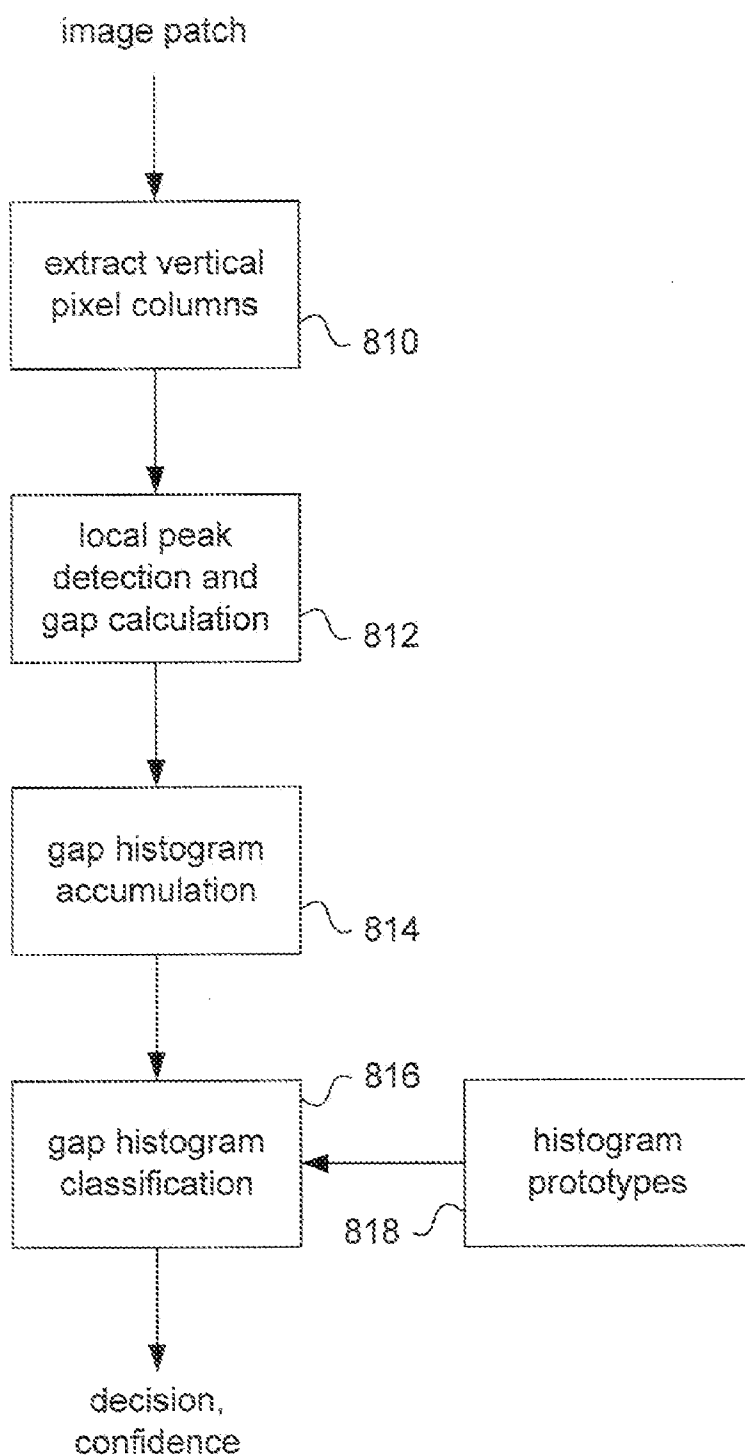 image patch
extract vertical
pixel columns
810
local peak
detection and
gap calculation
812
gap histogram
accumulation
814
816
gap histogram
classification
histogram
prototypes
818
decision,
confidence